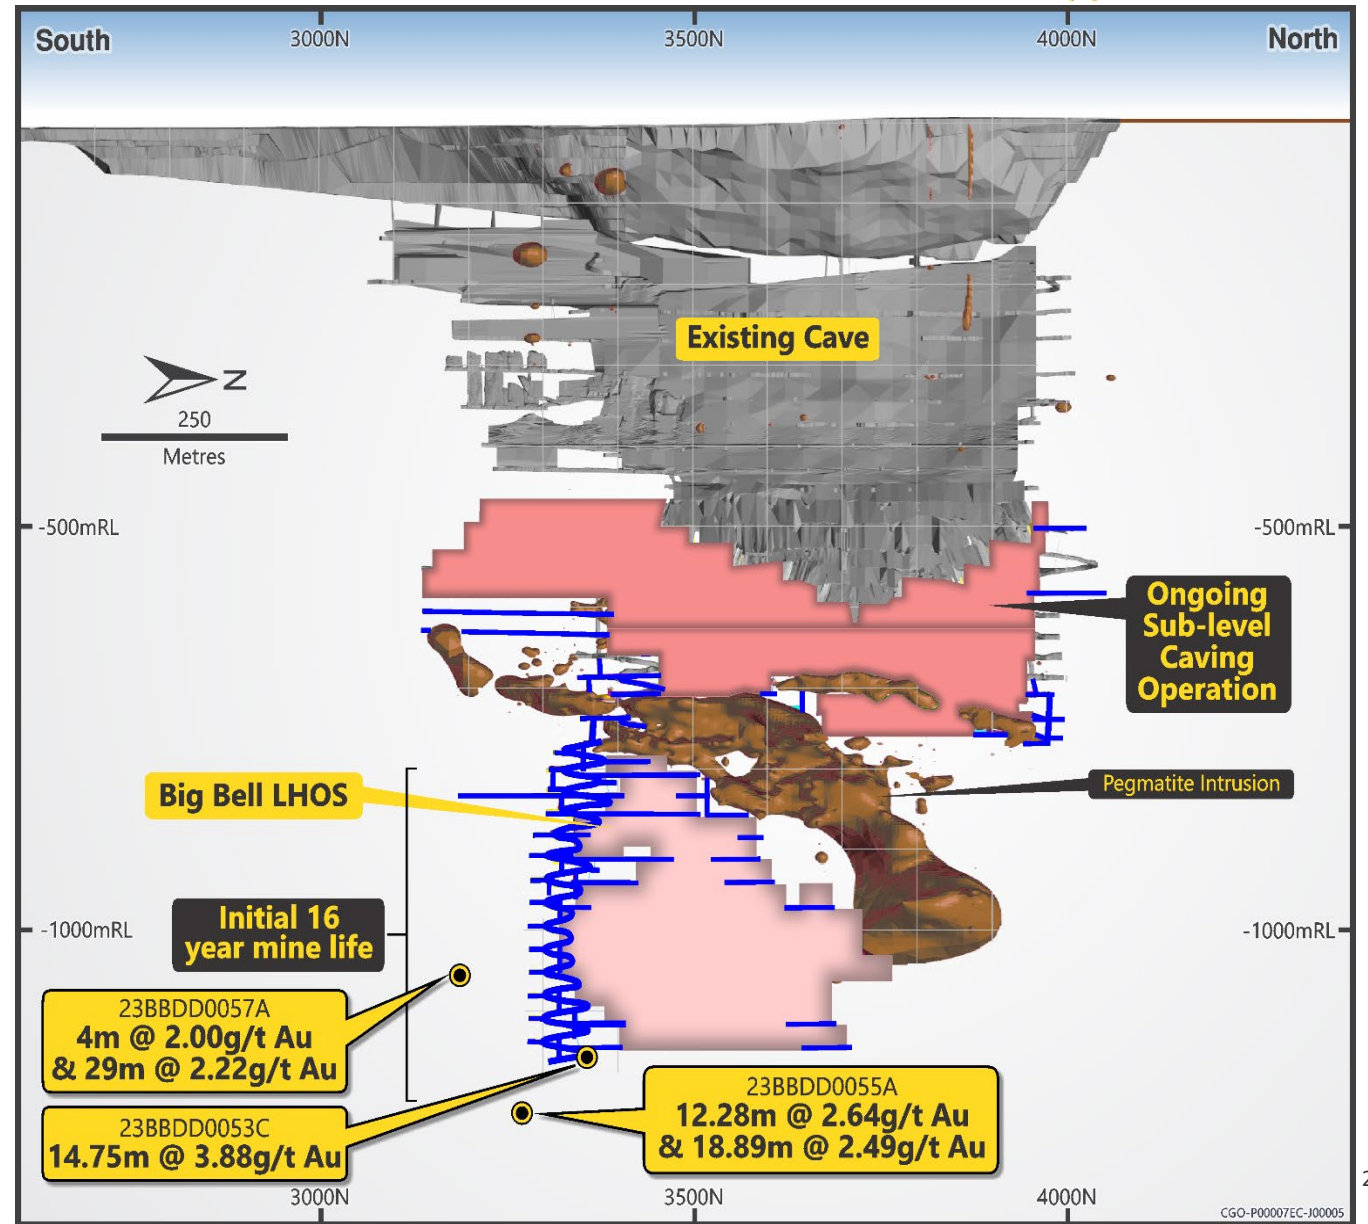 South
3000N
3500N
4000N
North
Existing Cave
N
250
Metres
-500mRL
-500mRL
Ongoing
Sub-level
Caving
Operation
Big Bell LHOS
Pegmatite Intrusion
Initial 16
year mine life
-1000mRL
-1000mRL
23BBDD0057A
4m @ 2.00g/t Au
& 29m @ 2.22g/t Au
23BBDD0053C
14.75m @ 3.88g/t Au
23BBDD0055A
12.28m @ 2.64g/t Au
& 18.89m @ 2.49g/t Au
3000N
3500N
4000N
CGO-P00007EC-J00005